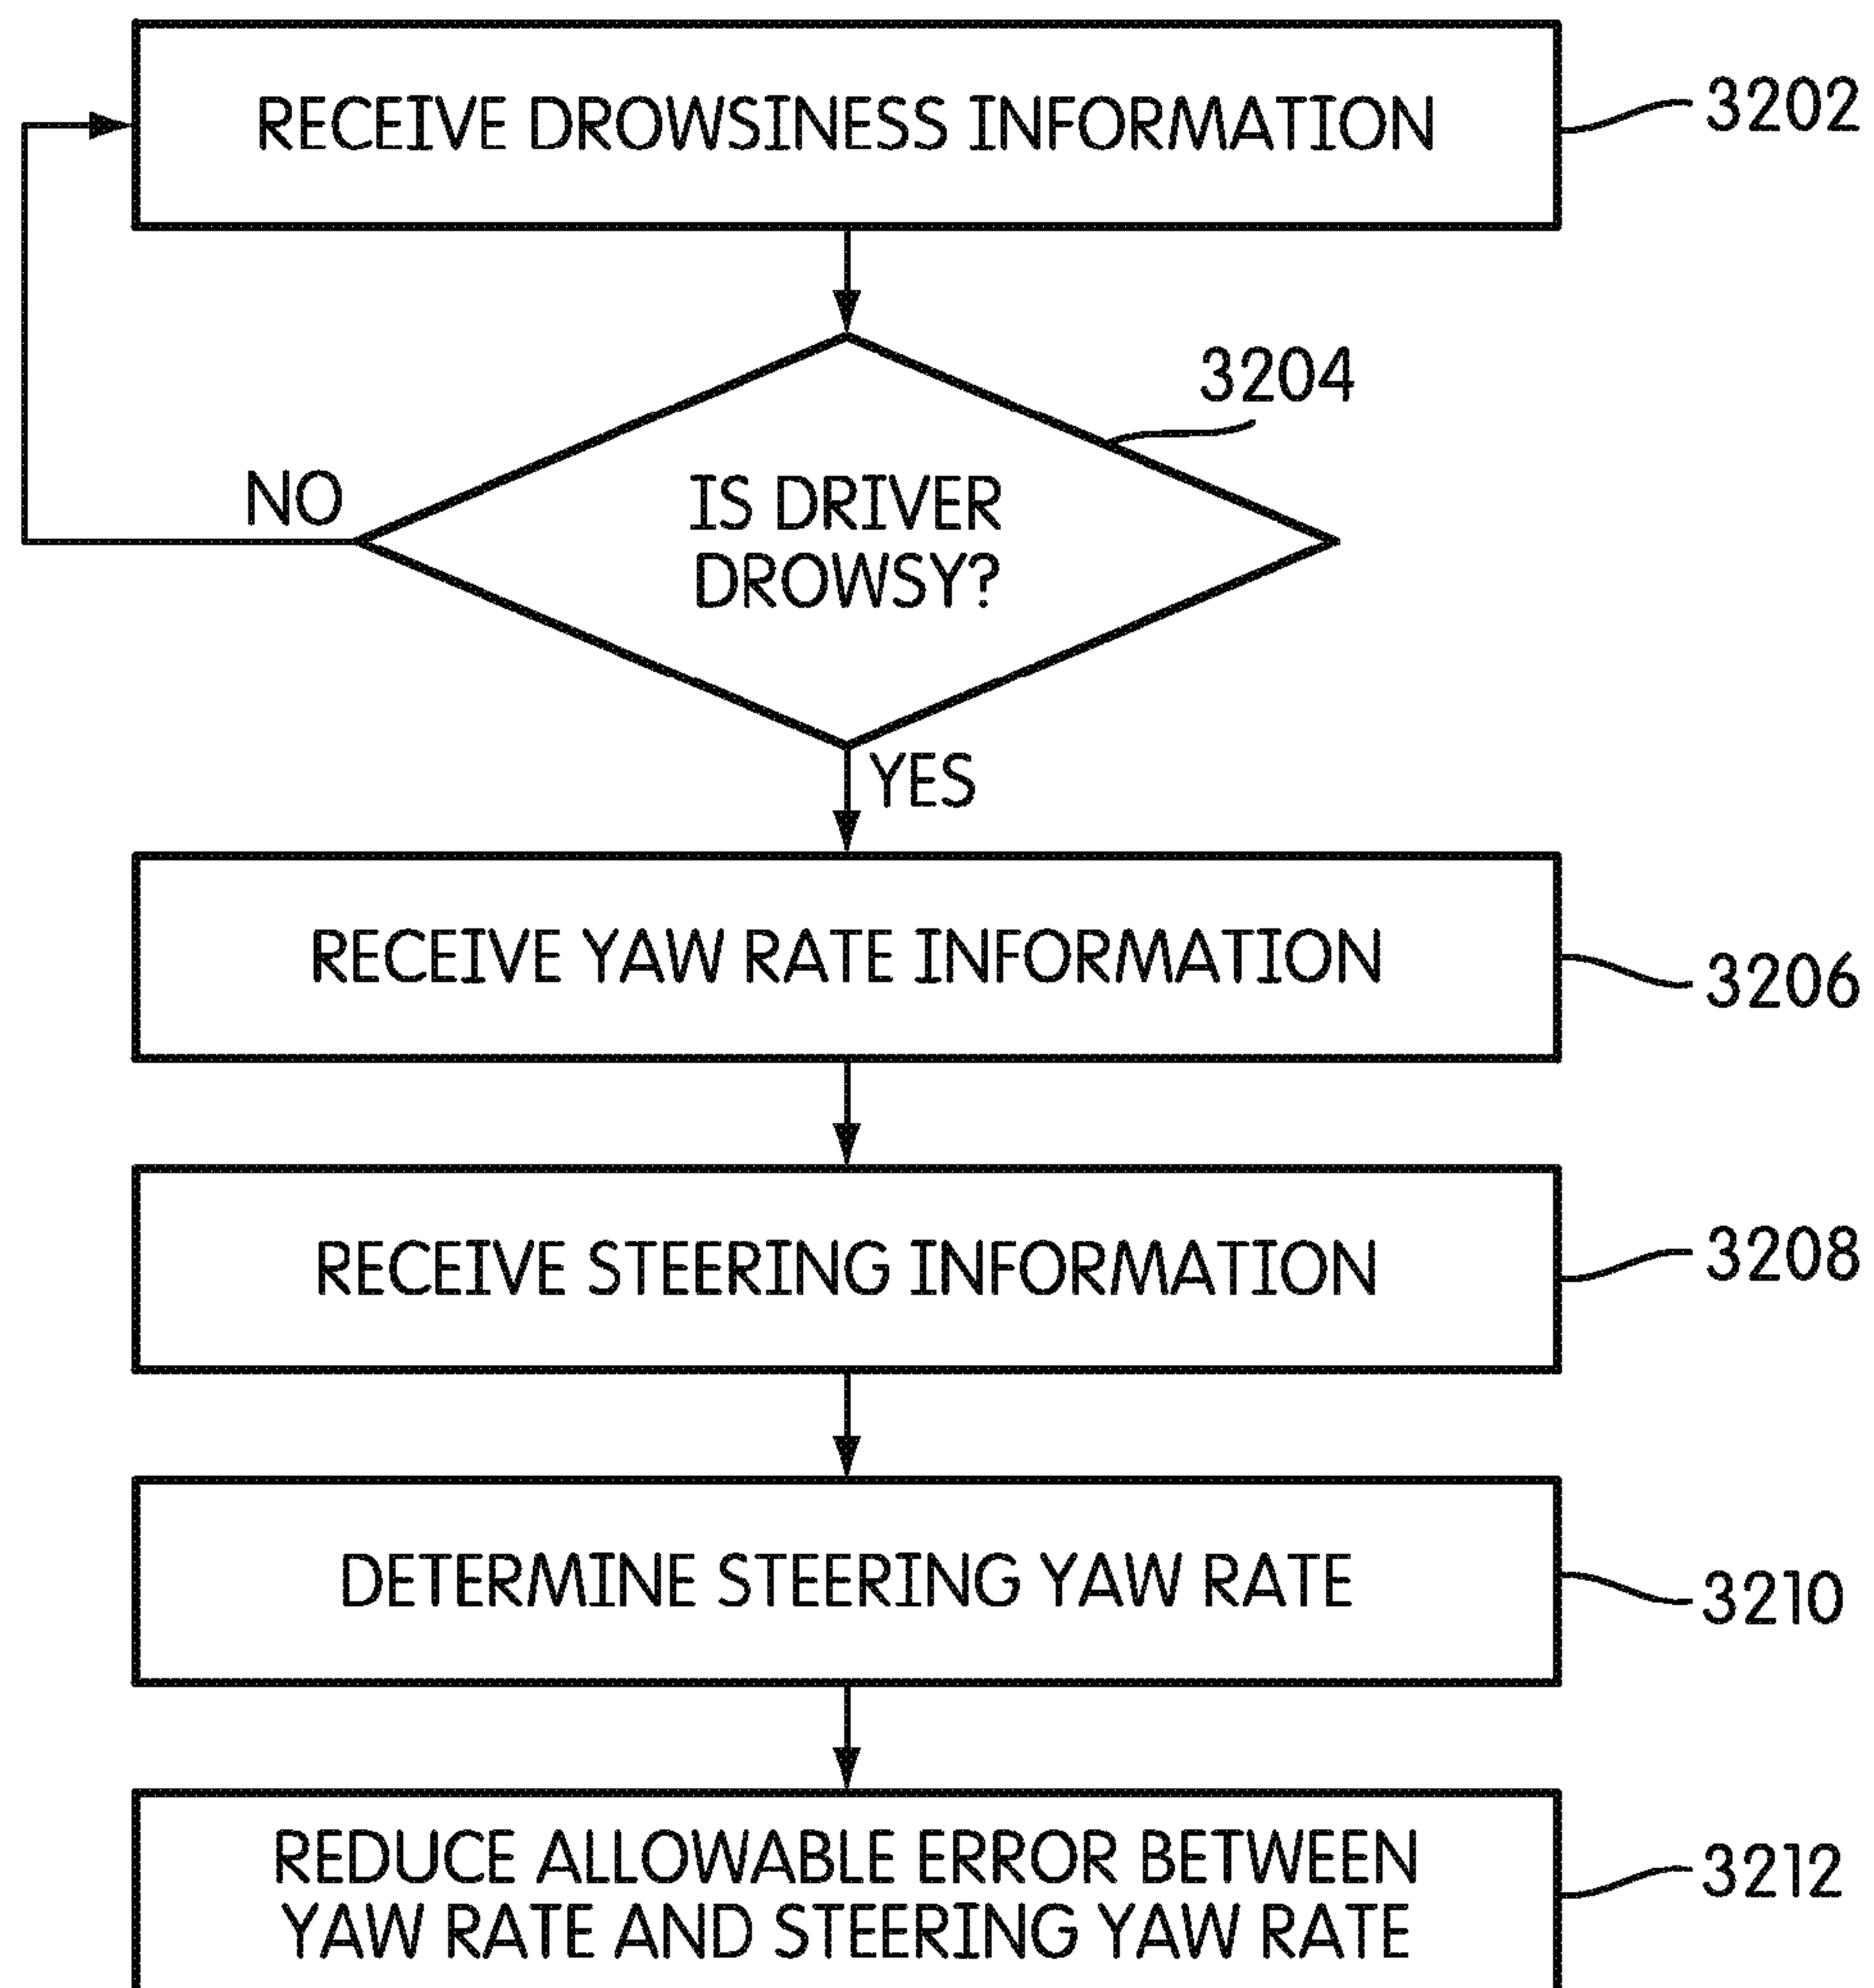 RECEIVE DROWSINESS INFORMATION
3202
3204
IS DRIVER
DROWSY?
NO
YES
RECEIVE YAW RATE INFORMATION
3206
RECEIVE STEERING INFORMATION
3208
DETERMINE STEERING YAW RATE
3210
REDUCE ALLOWABLE ERROR BETWEEN
YAW RATE AND STEERING YAW RATE
3212